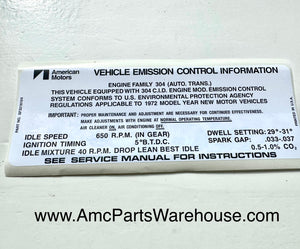 American Motors
VEHICLE EMISSION CONTROL INFORMATION
ENGINE FAMILY 304 (AUTO. TRANS.)
THIS VEHICLE EQUIPPED WITH 304 C.I.D. ENGINE MOD. EMISSION CONTROL
SYSTEM CONFORMS TO U.S. ENVIRONMENTAL PROTECTION AGENCY
REGULATIONS APPLICABLE TO 1972 MODEL YEAR NEW MOTOR VEHICLES
IMPORTANT: PROPER MAINTENANCE AND ADJUSTMENT ARE NECESSARY FOR CONTINUED EFFECTIVENESS.
MAKE ADJUSTMENTS WITH ENGINE AT NORMAL OPERATING TEMPERATURE,
AIR CLEANER ON, AIR CONDITIONING OFF.
IDLE SPEED 650 R.P.M. (IN GEAR) DWELL SETTING: 29°-31°
IGNITION TIMING 5° B.T.D.C. SPARK GAP: .033-.037
IDLE MIXTURE 40 R.P.M. DROP LEAN BEST IDLE 0.5-1.0% CO₂
SEE SERVICE MANUAL FOR INSTRUCTIONS
www.AmcPartsWarehouse.com